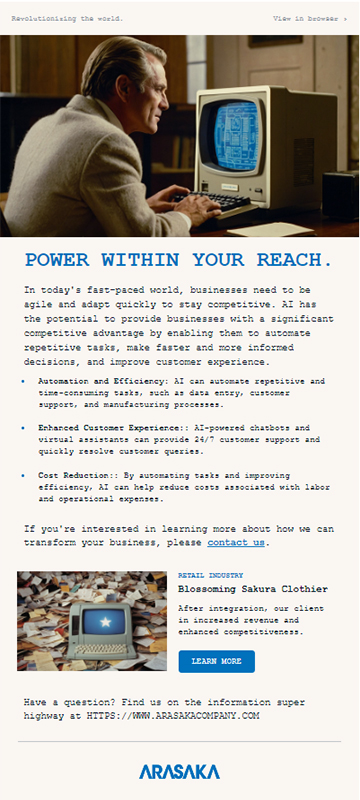 Revolutionising the world.
View in browser ›
POWER WITHIN YOUR REACH.
In today's fast-paced world, businesses need to be
agile and adapt quickly to stay competitive. AI has
the potential to provide businesses with a significant
competitive advantage by enabling them to automate
repetitive tasks, make faster and more informed
decisions, and improve customer experience.
• Automation and Efficiency: AI can automate repetitive and
time-consuming tasks, such as data entry, customer
support, and manufacturing processes.
• Enhanced Customer Experience:: AI-powered chatbots and
virtual assistants can provide 24/7 customer support and
quickly resolve customer queries.
• Cost Reduction:: By automating tasks and improving
efficiency, AI can help reduce costs associated with labor
and operational expenses.
If you're interested in learning more about how we can
transform your business, please contact us.
RETAIL INDUSTRY
Blossoming Sakura Clothier
After integration, our client
in increased revenue and
enhanced competitiveness.
LEARN MORE
Have a question? Find us on the information super
highway at HTTPS://WWW.ARASAKACOMPANY.COM
ARASAKA